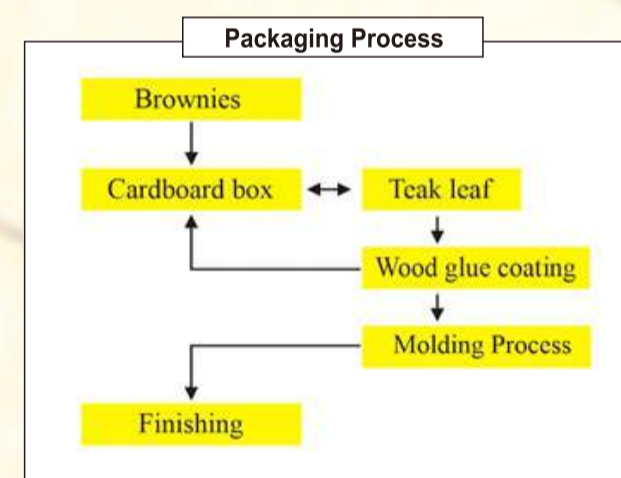 Packaging Process
Brownies
Cardboard box
Teak leaf
Wood glue coating
Molding Process
Finishing